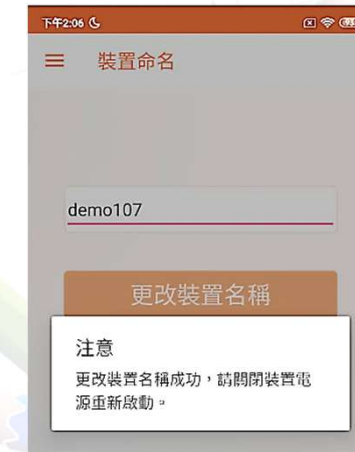 下午2:06
裝置命名
demo107
更改裝置名稱
注意
更改裝置名稱成功，請關閉裝置電
源重新啟動。